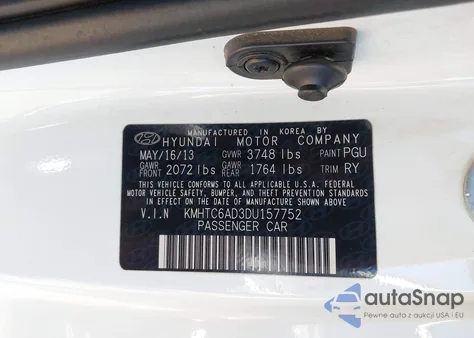 MANUFACTURED IN KOREA BY
HYUNDAI MOTOR COMPANY
MAY/16/13 GVWR 3748 lbs PAINT PGU
GAWR FRONT 2072 lbs GAWR REAR 1764 lbs TRIM RY
THIS VEHICLE CONFORMS TO ALL APPLICABLE U.S. FEDERAL
MOTOR VEHICLE SAFETY, BUMPER, AND THEFT PREVENTION
STANDARDS IN EFFECT ON THE DATE OF MANUFACTURE SHOWN ABOVE.
V.I.N KMHTC6AD3DU157752
PASSENGER CAR
autoSnap
Pewne auta z aukcji USA i EU